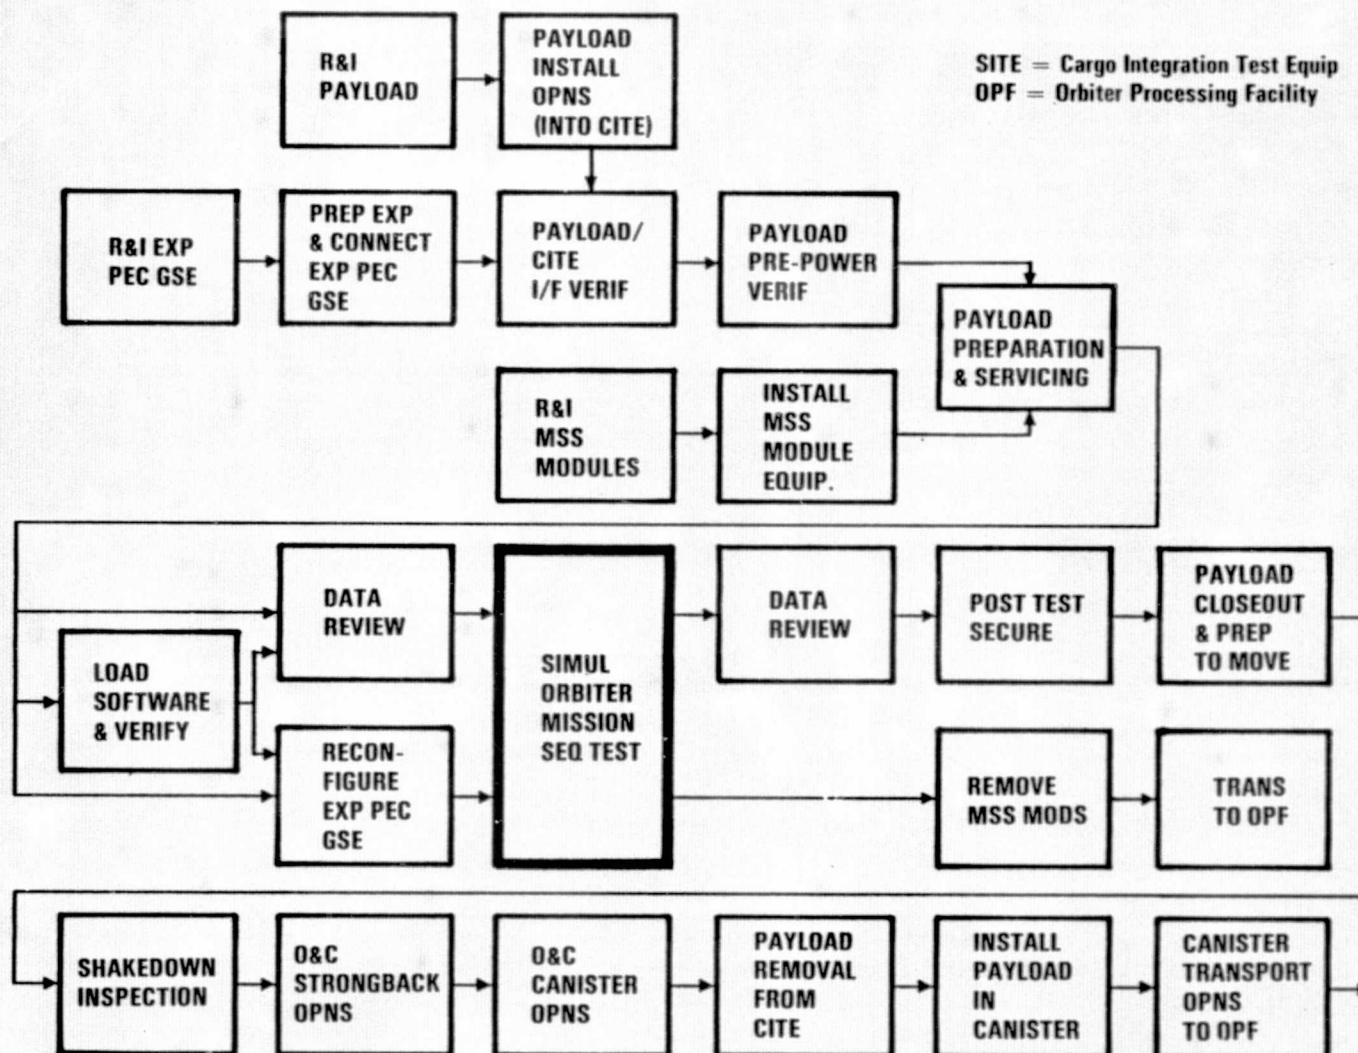 R&I
PAYLOAD
PAYLOAD
INSTALL
OPNS
(INTO CITE)
SITE = Cargo Integration Test Equip
OPF = Orbiter Processing Facility
R&I EXP
PEC GSE
PREP EXP
& CONNECT
EXP PEC
GSE
PAYLOAD/
CITE
I/F VERIF
PAYLOAD
PRE-POWER
VERIF
PAYLOAD
PREPARATION
& SERVICING
R&I
MSS
MODULES
INSTALL
MSS
MODULE
EQUIP.
LOAD
SOFTWARE
& VERIFY
DATA
REVIEW
RECON-
FIGURE
EXP PEC
GSE
SIMUL
ORBITER
MISSION
SEQ TEST
DATA
REVIEW
POST TEST
SECURE
PAYLOAD
CLOSEOUT
& PREP
TO MOVE
REMOVE
MSS MODS
TRANS
TO OPF
SHAKEDOWN
INSPECTION
O&C
STRONGBACK
OPNS
O&C
CANISTER
OPNS
PAYLOAD
REMOVAL
FROM
CITE
INSTALL
PAYLOAD
IN
CANISTER
CANISTER
TRANSPORT
OPNS
TO OPF